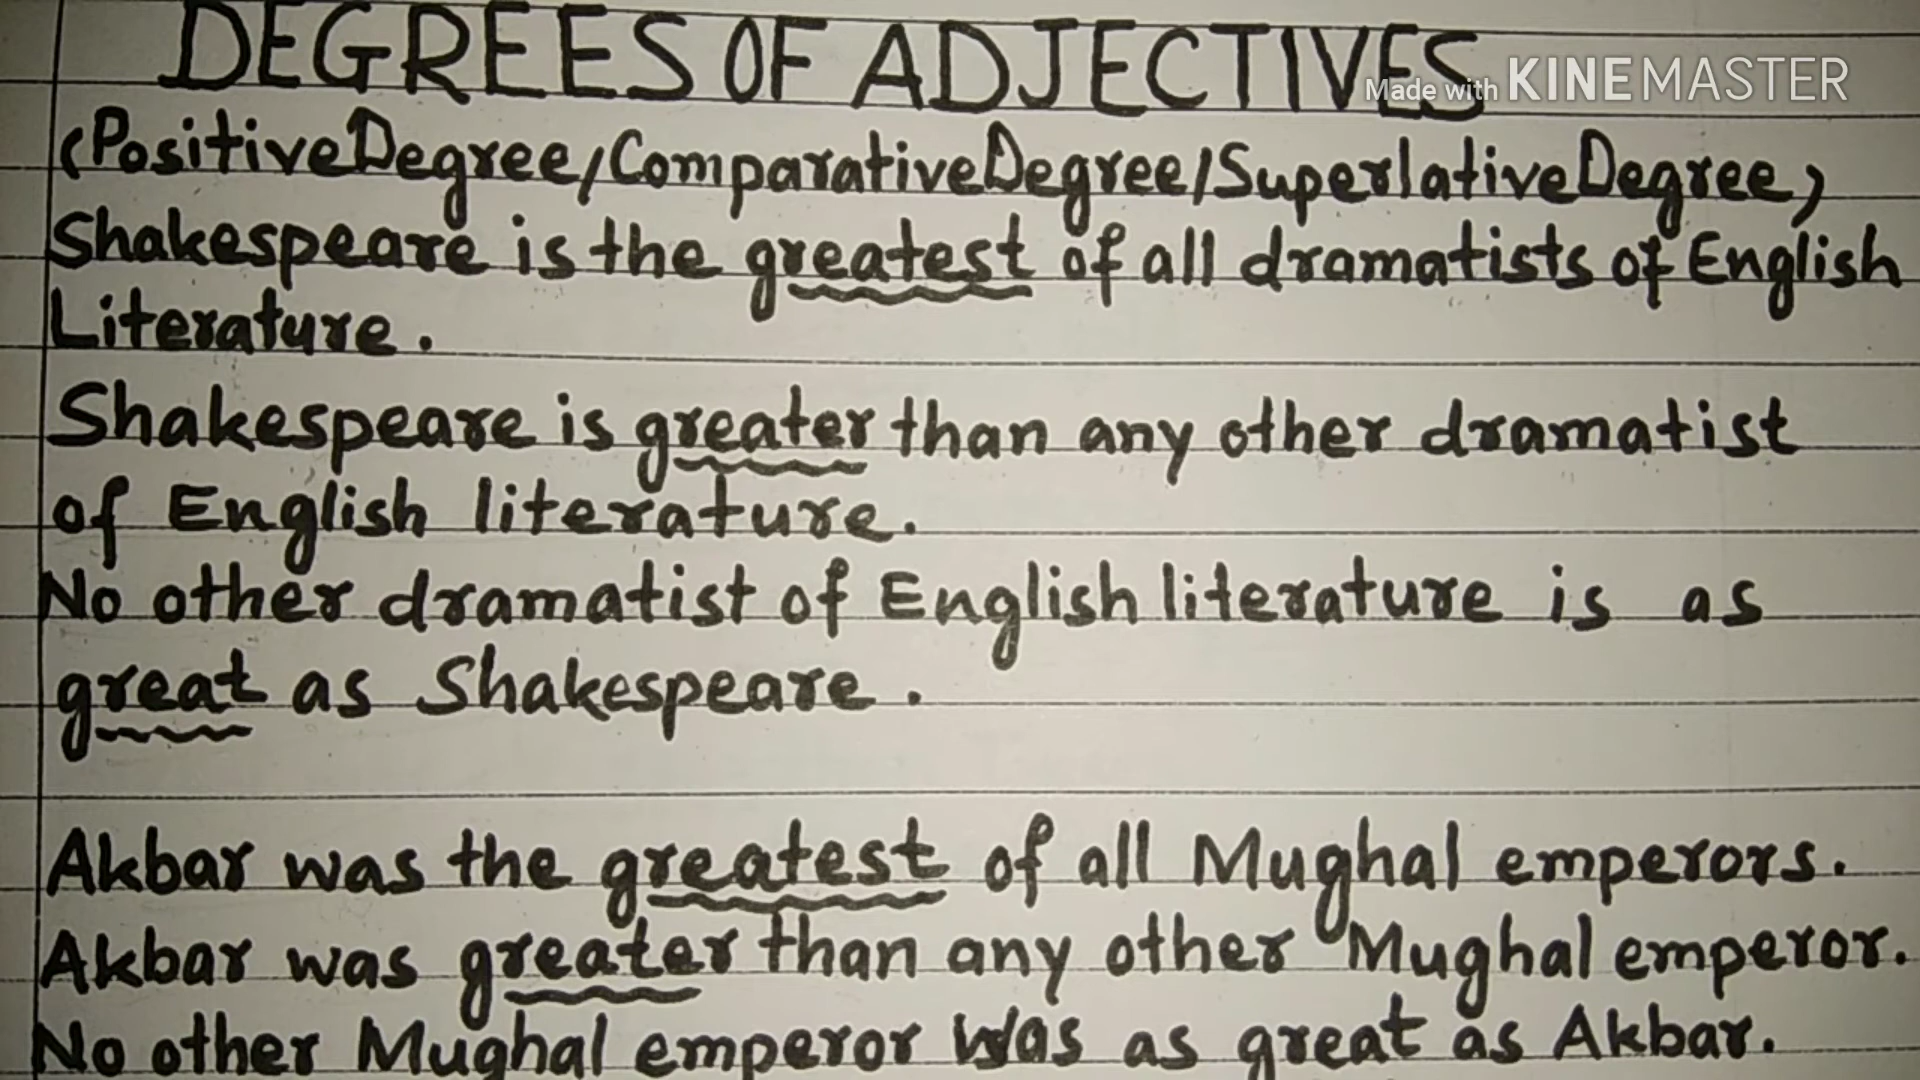 DEGREES OF ADJECTIVES
Made with KINEMASTER
(Positive Degree/Comparative Degree/Superlative Degree)
Shakespeare is the greatest of all dramatists of English
Literature.
Shakespeare is greater than any other dramatist
of English literature.
No other dramatist of English literature is as
great as Shakespeare.
Akbar was the greatest of all Mughal emperors.
Akbar was greater than any other Mughal emperor.
No other Mughal emperor was as great as Akbar.